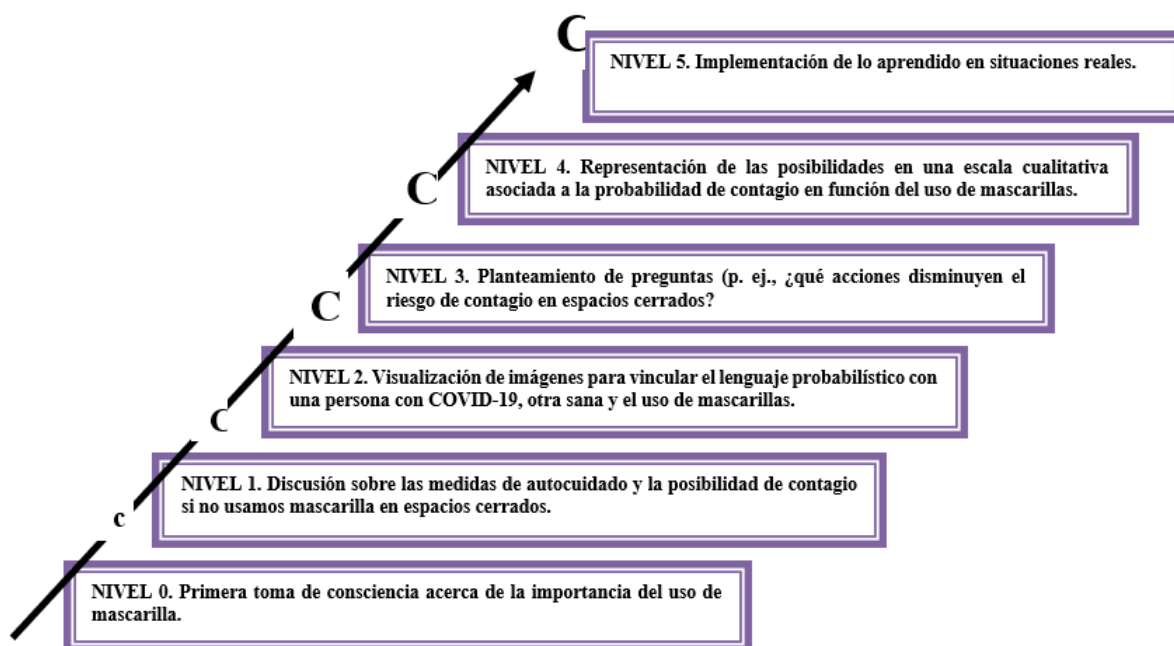 C
NIVEL 5. Implementación de lo aprendido en situaciones reales.
C
NIVEL 4. Representación de las posibilidades en una escala cualitativa
asociada a la probabilidad de contagio en función del uso de mascarillas.
C
NIVEL 3. Planteamiento de preguntas (p. ej., ¿qué acciones disminuyen el
riesgo de contagio en espacios cerrados?
C
NIVEL 2. Visualización de imágenes para vincular el lenguaje probabilístico con
una persona con COVID-19, otra sana y el uso de mascarillas.
c
NIVEL 1. Discusión sobre las medidas de autocuidado y la posibilidad de contagio
si no usamos mascarilla en espacios cerrados.
NIVEL 0. Primera toma de consciencia acerca de la importancia del uso de
mascarilla.